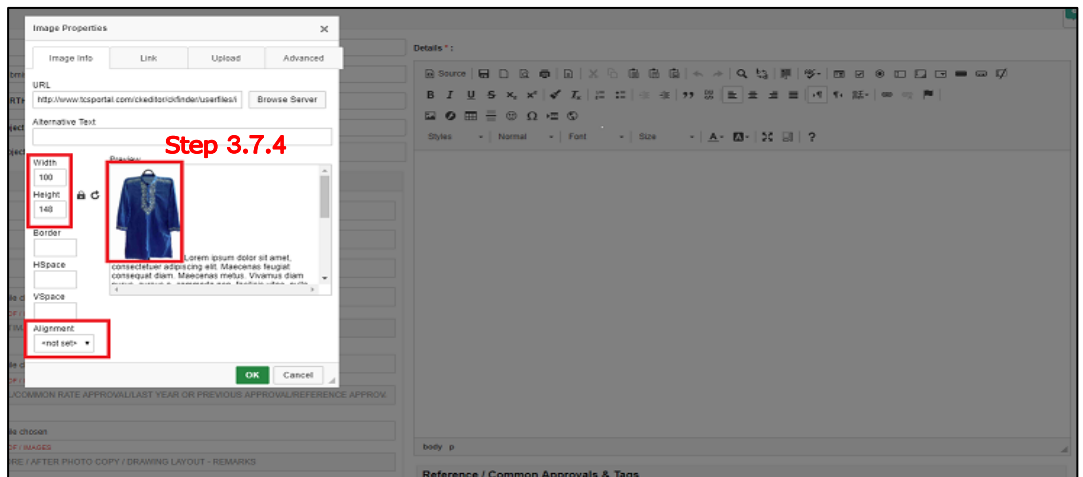 Image Properties
Image Info
Link
Upload
Advanced
URL
http://www.tcsportal.com/ckeditor/ckfinder/userfiles/i
Browse Server
Alternative Text
Step 3.7.4
Width
Preview
100
Height
148
Border
HSpace
VSpace
Lorem ipsum dolor sit amet,
consectetuer adipiscing elit. Maecenas feugiat
consequat diam. Maecenas metus. Vivamus diam
Alignment
<not set>
OK
Cancel
L/COMMON RATE APPROVAL/LAST YEAR OR PREVIOUS APPROVAL/REFERENCE APPROV.
ile chosen
/ IMAGES
/ AFTER PHOTO COPY / DRAWING LAYOUT - REMARKS
Details * :
Source
Styles
Normal
Font
Size
body p
Reference / Common Approvals & Tags